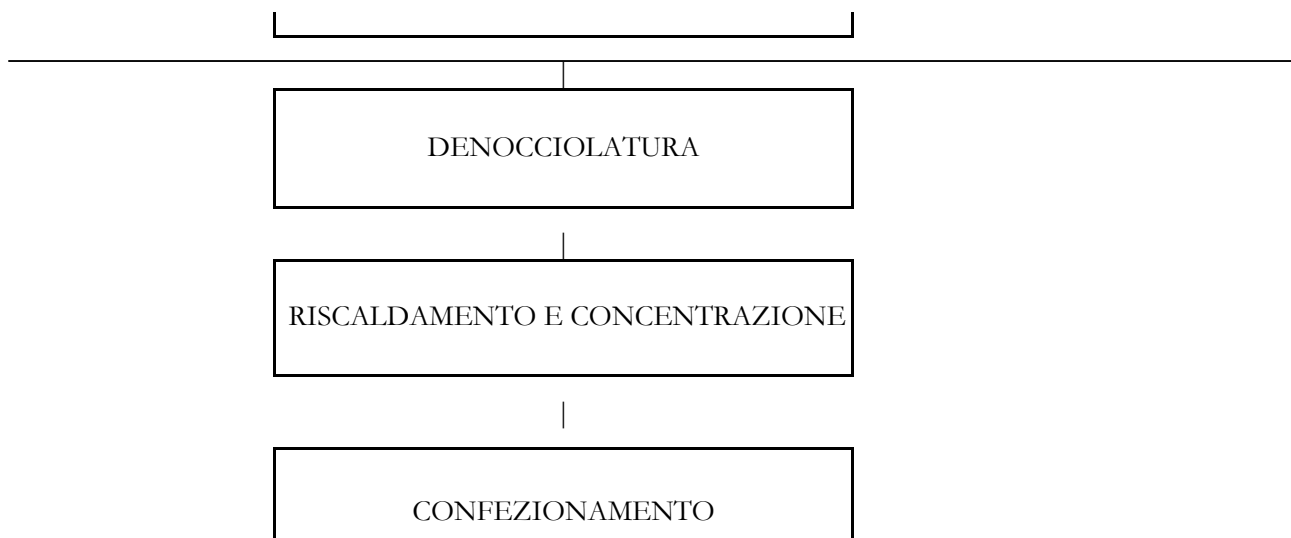 DENOCCIOLATURA
RISCALDAMENTO E CONCENTRAZIONE
CONFEZIONAMENTO